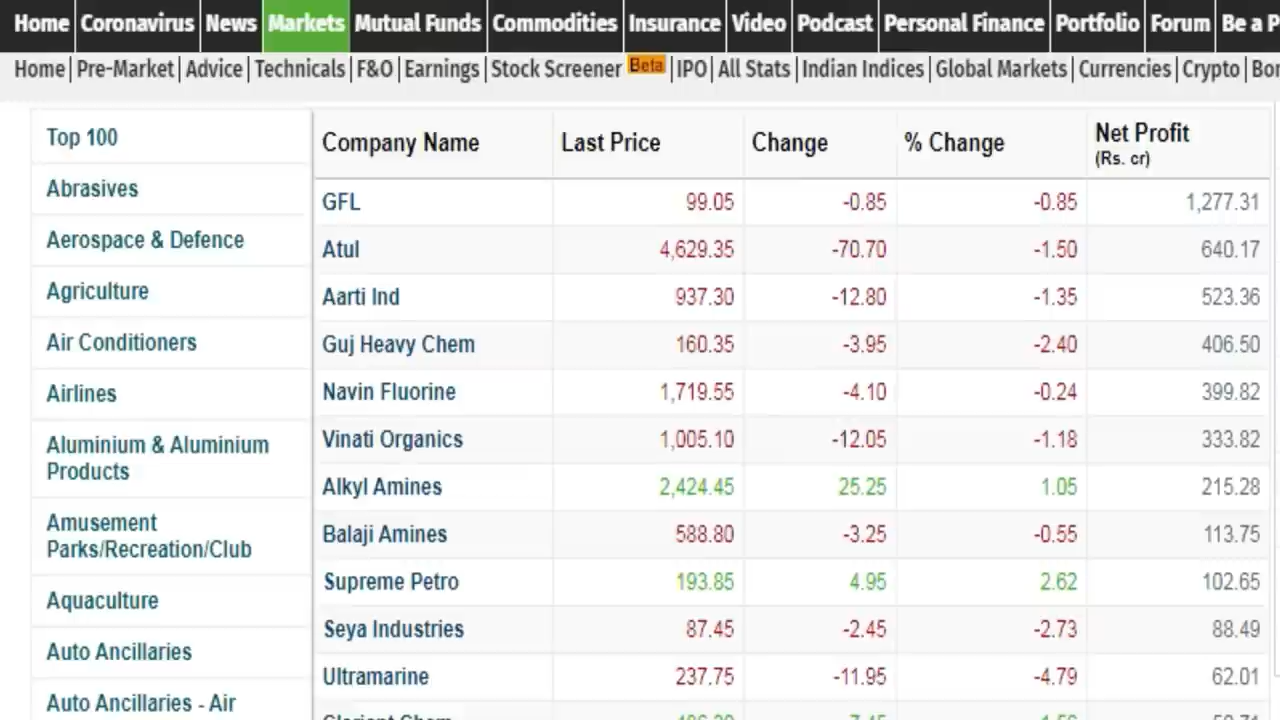 Home Coronavirus News Markets Mutual Funds Commodities Insurance Video Podcast Personal Finance Portfolio Forum Be a
Home Pre-Market Advice Technicals F&O Earnings Stock Screener Beta IPO All Stats Indian Indices Global Markets Currencies Crypto
Top 100
Abrasives
Aerospace & Defence
Agriculture
Air Conditioners
Airlines
Aluminium & Aluminium
Products
Amusement
Parks/Recreation/Club
Aquaculture
Auto Ancillaries
Auto Ancillaries - Air
Company Name Last Price Change % Change Net Profit
(Rs. cr)
GFL 99.05 -0.85 -0.85 1,277.31
Atul 4,629.35 -70.70 -1.50 640.17
Aarti Ind 937.30 -12.80 -1.35 523.36
Guj Heavy Chem 160.35 -3.95 -2.40 406.50
Navin Fluorine 1,719.55 -4.10 -0.24 399.82
Vinati Organics 1,005.10 -12.05 -1.18 333.82
Alkyl Amines 2,424.45 25.25 1.05 215.28
Balaji Amines 588.80 -3.25 -0.55 113.75
Supreme Petro 193.85 4.95 2.62 102.65
Seya Industries 87.45 -2.45 -2.73 88.49
Ultramarine 237.75 -11.95 -4.79 62.01